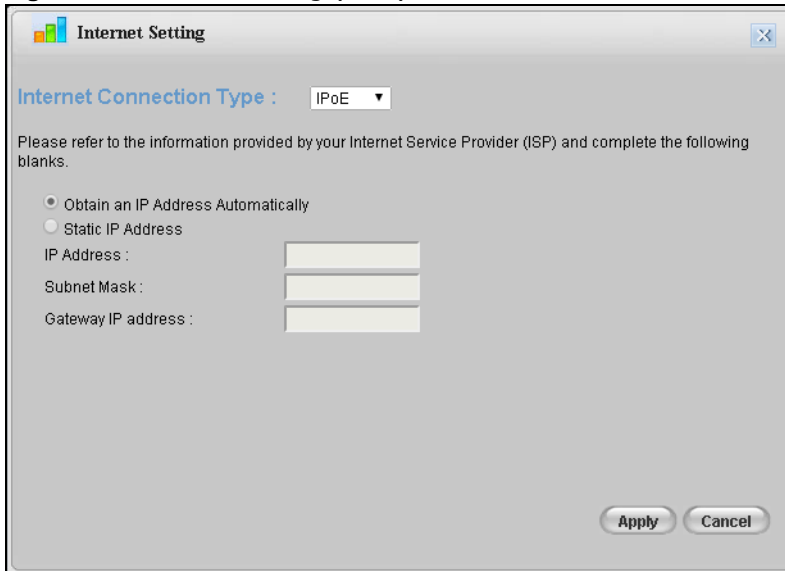 Internet Setting
Internet Connection Type : IPoE
Please refer to the information provided by your Internet Service Provider (ISP) and complete the following
blanks.
Obtain an IP Address Automatically
Static IP Address
IP Address :
Subnet Mask :
Gateway IP address :
Apply Cancel